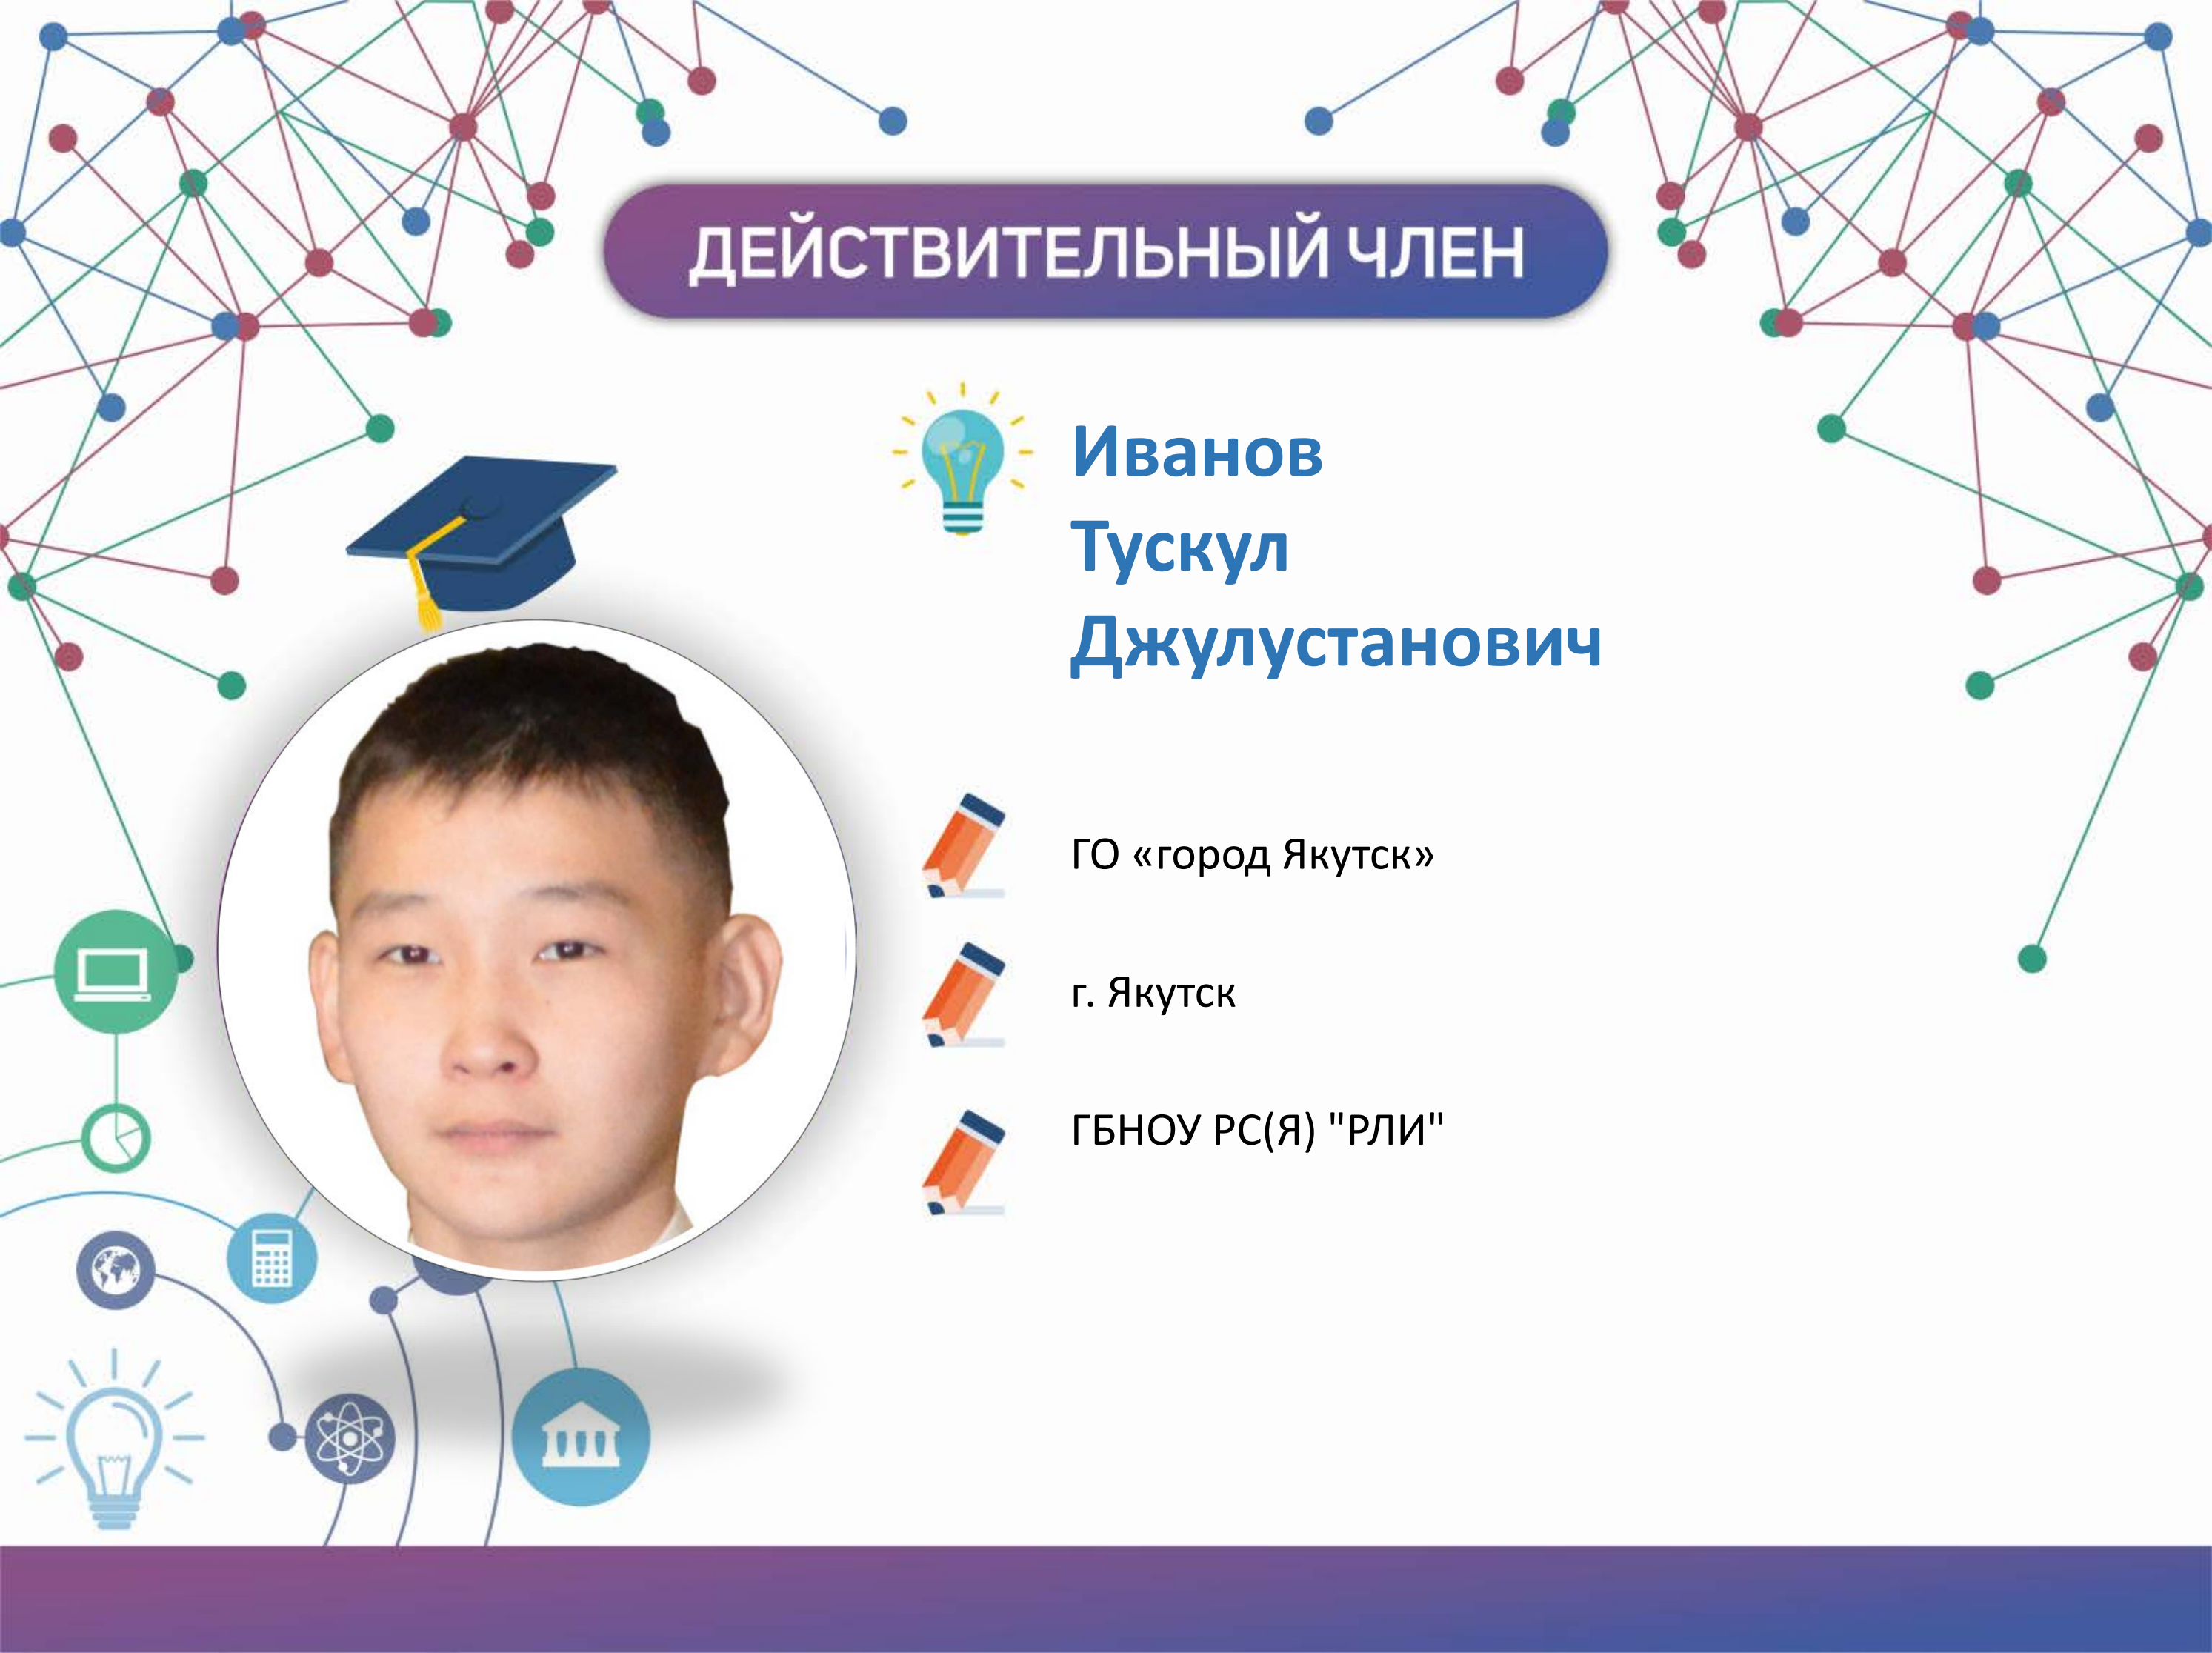 ДЕЙСТВИТЕЛЬНЫЙ ЧЛЕН
Иванов
Тускул
Джулустанович
ГО «город Якутск»
г. Якутск
ГБНОУ РС(Я) "РЛИ"